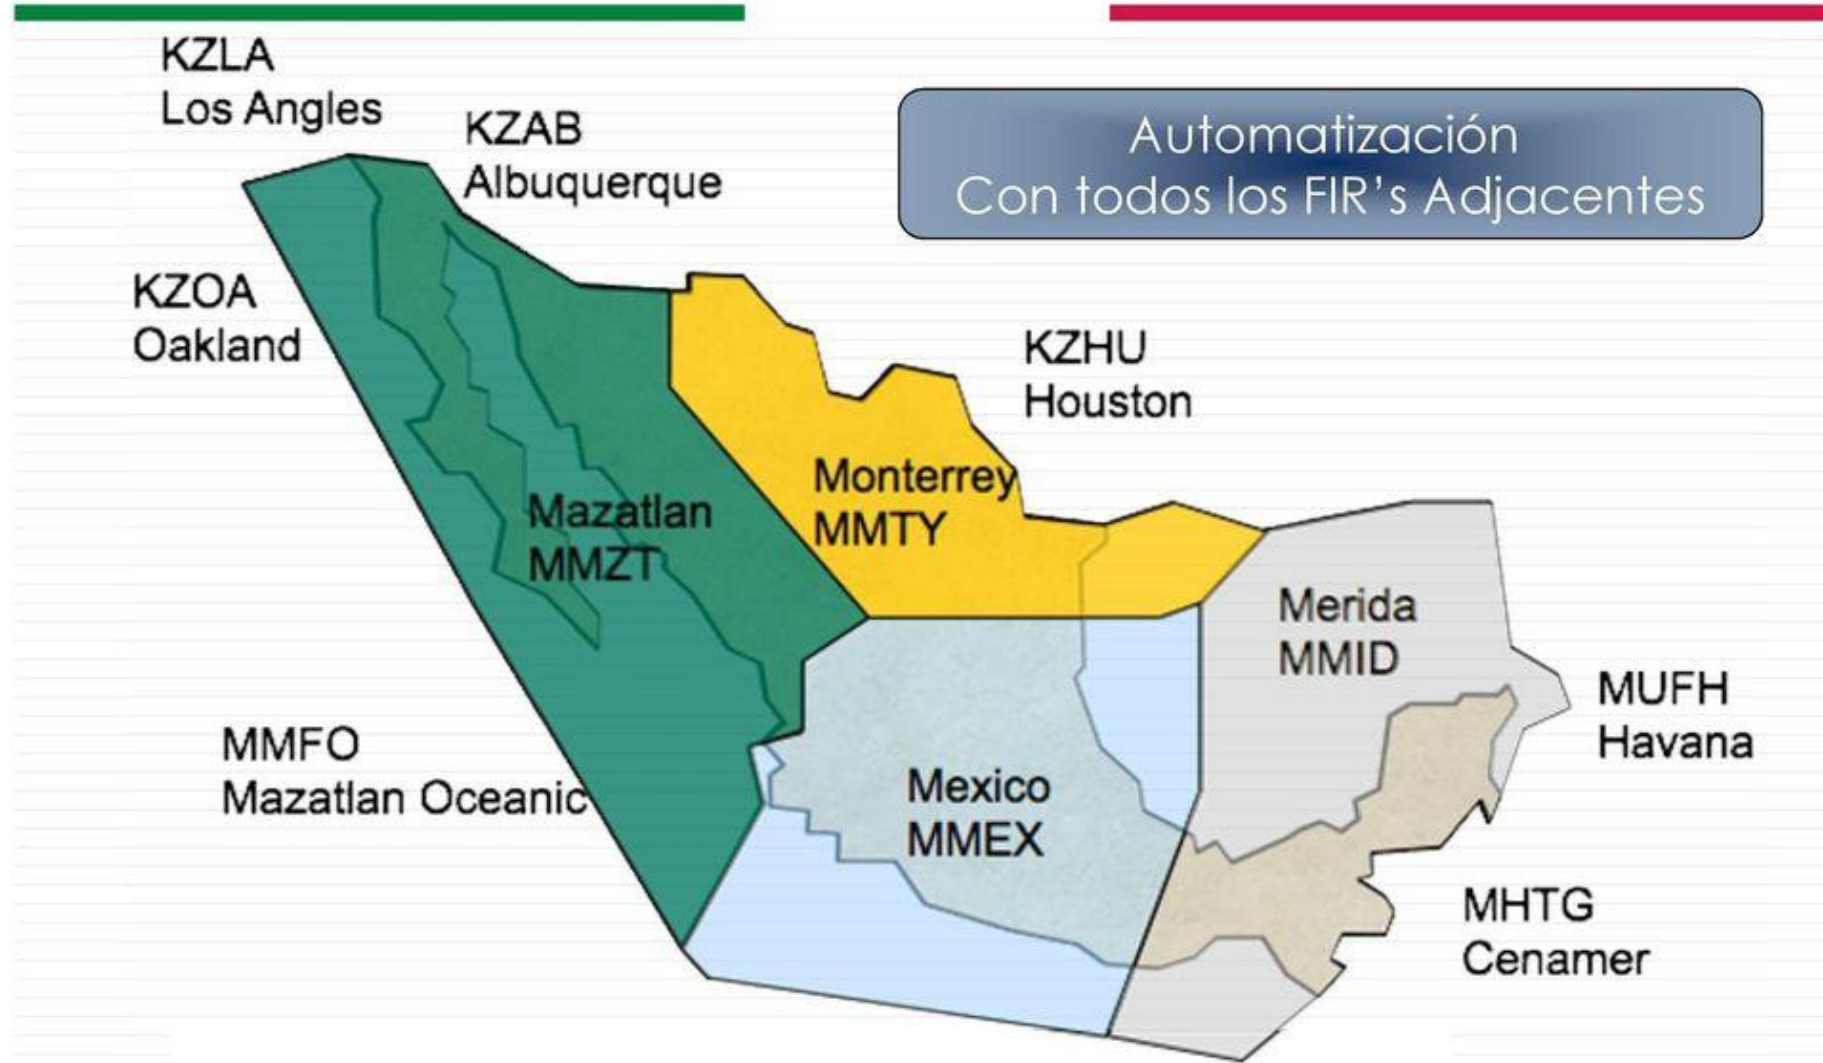 KZLA
Los Angles
KZAB
Albuquerque
Automatización
Con todos los FIR's Adjacentes
KZOA
Oakland
KZHU
Houston
Monterrey
MMTY
Mazatlan
MMZT
Merida
MMID
MUFH
Havana
MMFO
Mazatlan Oceanic
Mexico
MMEX
MHTG
Cenamer